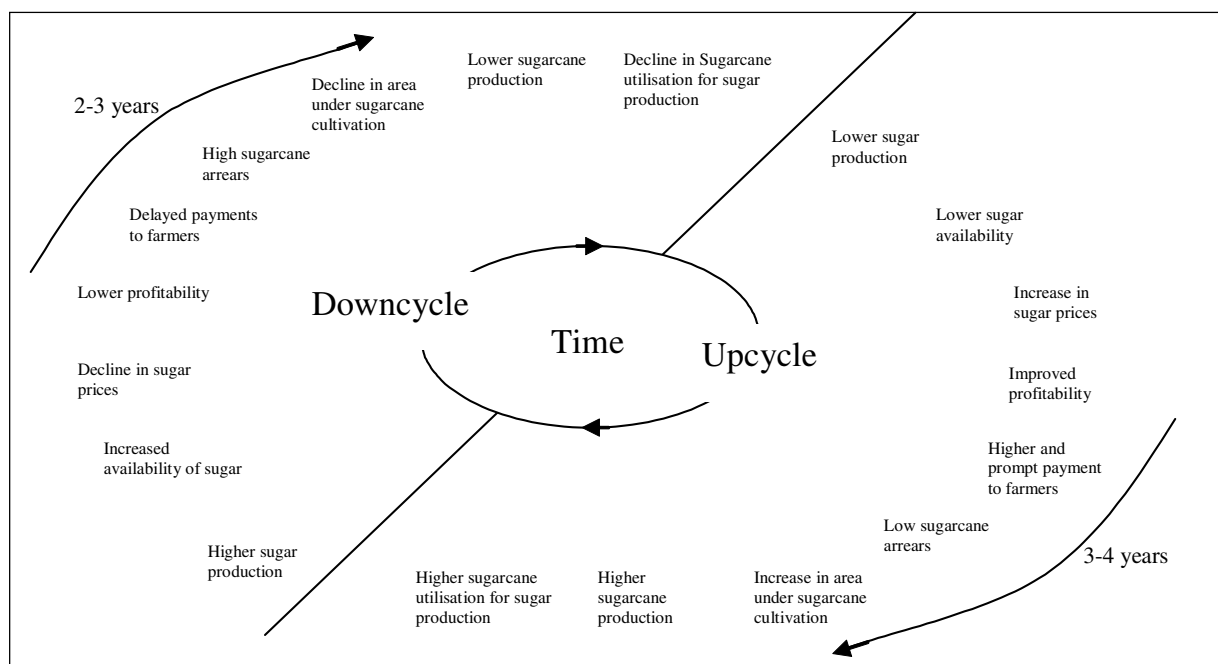 2-3 years
Decline in area
under sugarcane
cultivation
Lower sugarcane
production
Decline in Sugarcane
utilisation for sugar
production
Lower sugar
production
High sugarcane
arrears
Delayed payments
to farmers
Lower sugar
availability
Lower profitability
Downcycle
Time
Upcycle
Increase in
sugar prices
Decline in sugar
prices
Improved
profitability
Increased
availability of sugar
Higher and
prompt payment
to farmers
Low sugarcane
arrears
3-4 years
Higher sugar
production
Higher sugarcane
utilisation for sugar
production
Higher
sugarcane
production
Increase in area
under sugarcane
cultivation